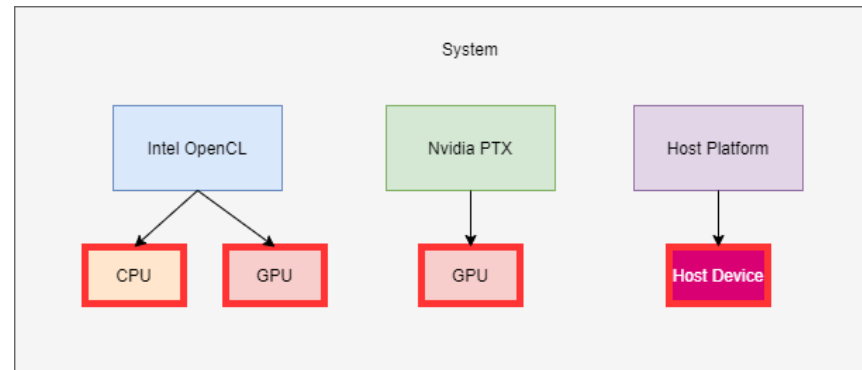 System
Intel OpenCL
Nvidia PTX
Host Platform
CPU
GPU
GPU
Host Device